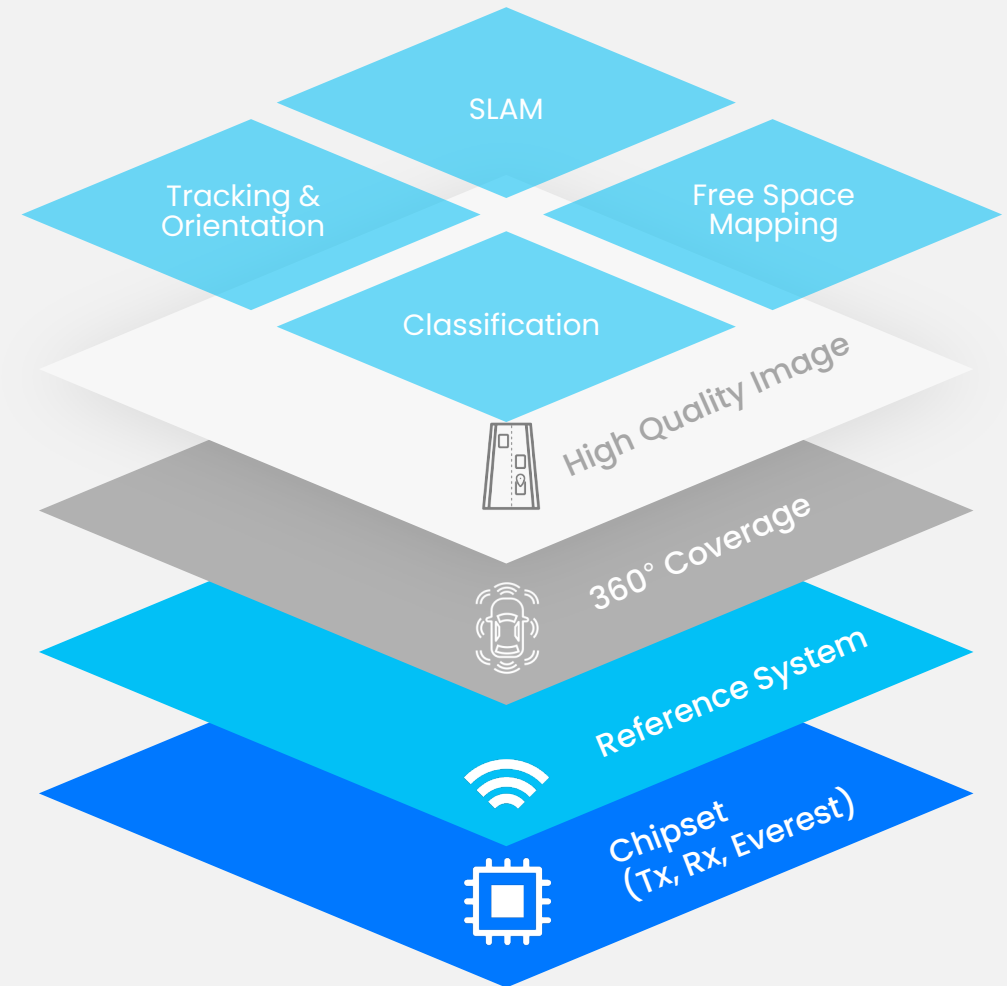 SLAM
Tracking &
Orientation
Free Space
Mapping
Classification
High Quality Image
360° Coverage
Reference System
Chipset
(Tx, Rx, Everest)